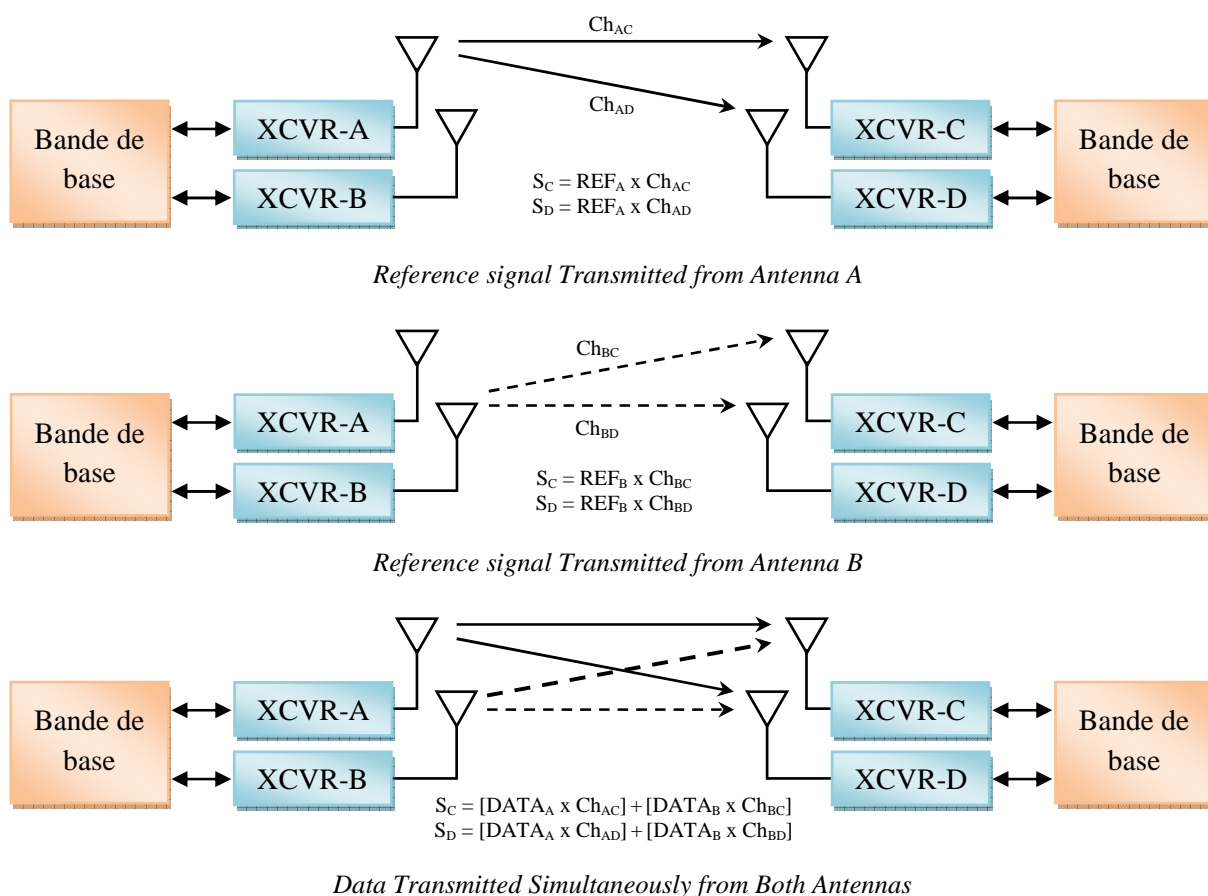 Ch_AC
Ch_AD
Bande de
base
XCVR-A
XCVR-B
S_C = REF_A x Ch_AC
S_D = REF_A x Ch_AD
XCVR-C
XCVR-D
Bande de
base
Reference signal Transmitted from Antenna A
Ch_BC
Ch_BD
Bande de
base
XCVR-A
XCVR-B
S_C = REF_B x Ch_BC
S_D = REF_B x Ch_BD
XCVR-C
XCVR-D
Bande de
base
Reference signal Transmitted from Antenna B
Bande de
base
XCVR-A
XCVR-B
XCVR-C
XCVR-D
Bande de
base
S_C = [DATA_A x Ch_AC] + [DATA_B x Ch_BC]
S_D = [DATA_A x Ch_AD] + [DATA_B x Ch_BD]
Data Transmitted Simultaneously from Both Antennas